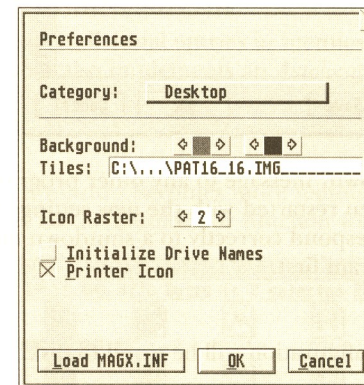 Preferences
Category: Desktop
Background:
Tiles: C:\...\PAT16_16.IMG_________
Icon Raster: 2
Initialize Drive Names
Printer Icon
Load MAGX.INF OK Cancel